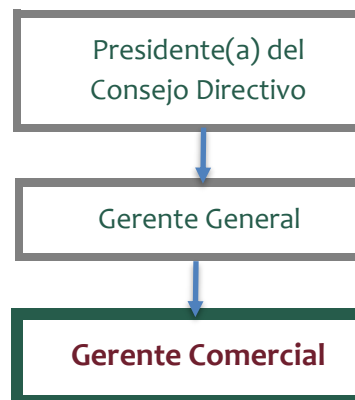 Presidente(a) del
Consejo Directivo
Gerente General
Gerente Comercial